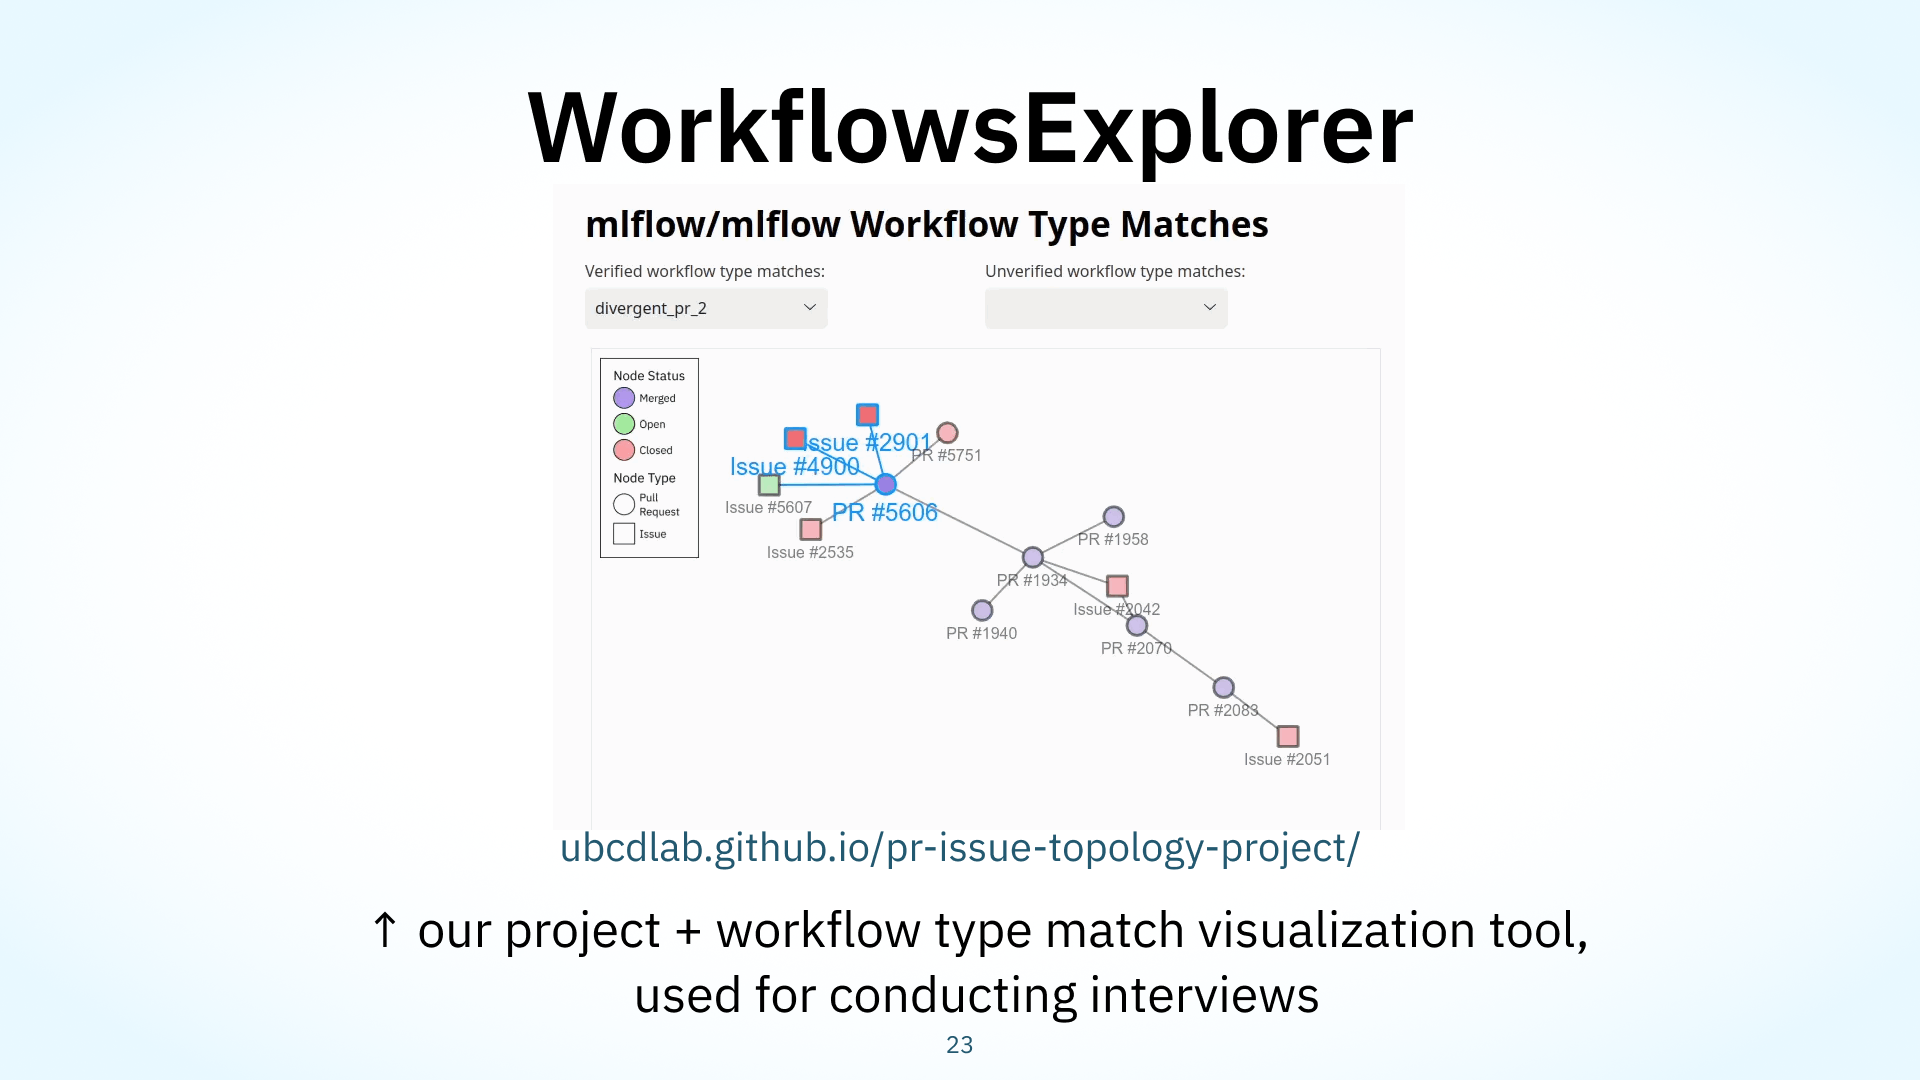 WorkflowsExplorer
mlflow/mlflow Workflow Type Matches
Verified workflow type matches:
Unverified workflow type matches:
divergent_pr_2
Node Status
Merged
Open
Closed
Node Type
Pull
Request
Issue
Issue #2901
PR #5751
Issue #4900
Issue #5607
PR #5606
Issue #2535
PR #1958
PR #1934
Issue #2042
PR #1940
PR #2070
PR #2083
Issue #2051
ubcdlab.github.io/pr-issue-topology-project/
↑ our project + workflow type match visualization tool,
used for conducting interviews
23